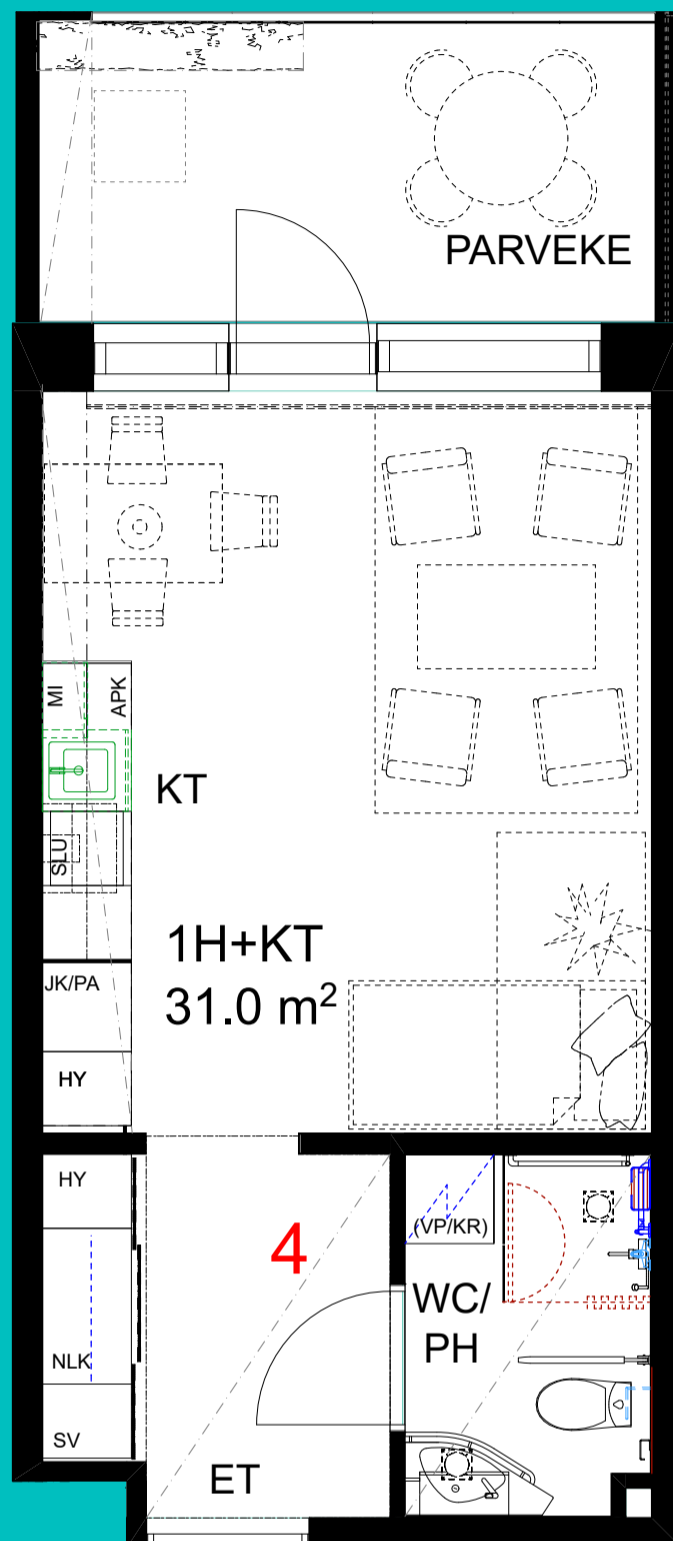 PARVEKE
MI
APK
KT
SLU
1H+KT
31.0 m²
JK/PA
HY
HY
4
(VP/KR)
WC/
PH
NLK
SV
ET